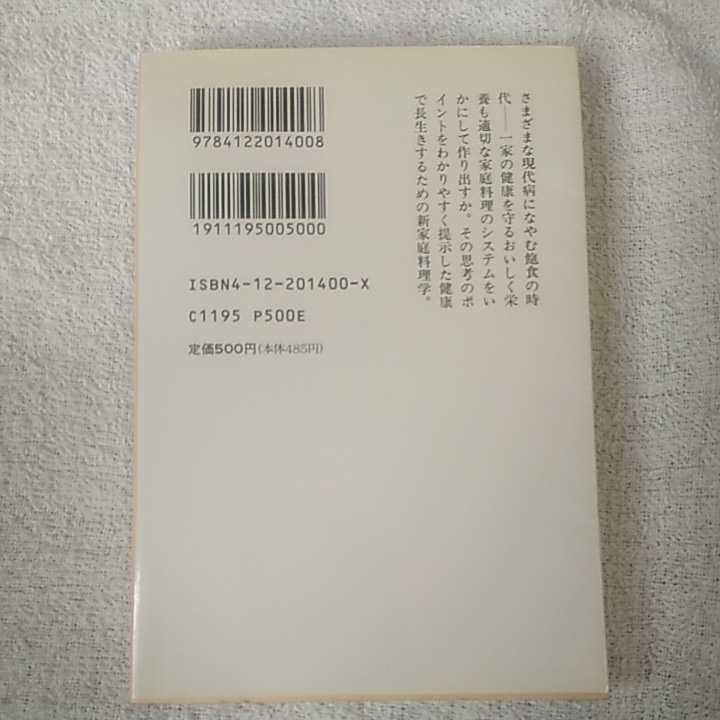 さまざまな現代病になやむ飽食の時
代――一家の健康を守るおいしく栄
養も適切な家庭料理のシステムをい
かにして作り出すか。その思考のポ
イントをわかりやすく提示した健康
で長生きするための新家庭料理学。
9784122014008
1911195005000
ISBN4-12-201400-X
C1195 P500E
定価500円(本体485円)